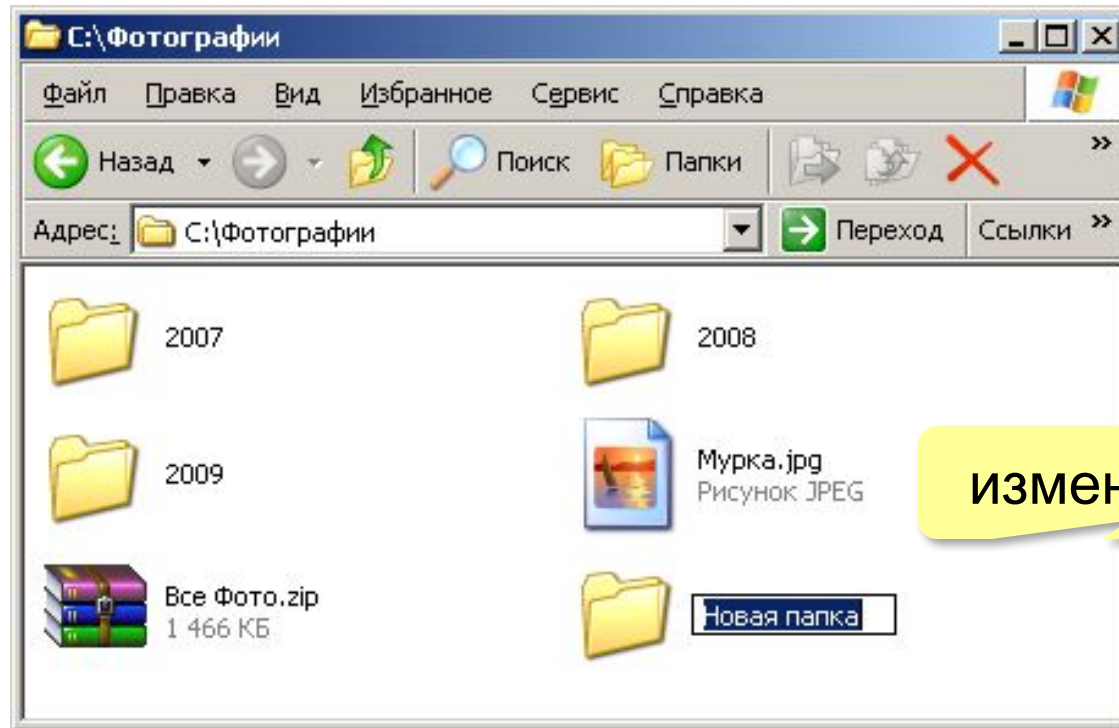 C:\Фотографии
Файл Правка Вид Избранное Сервис Справка
Назад Поиск Папки »
Адрес: C:\Фотографии Переход Ссылки »
2007 2008
2009 Мурка.jpg
Рисунок JPEG
Все Фото.zip
1 466 КБ
Новая папка